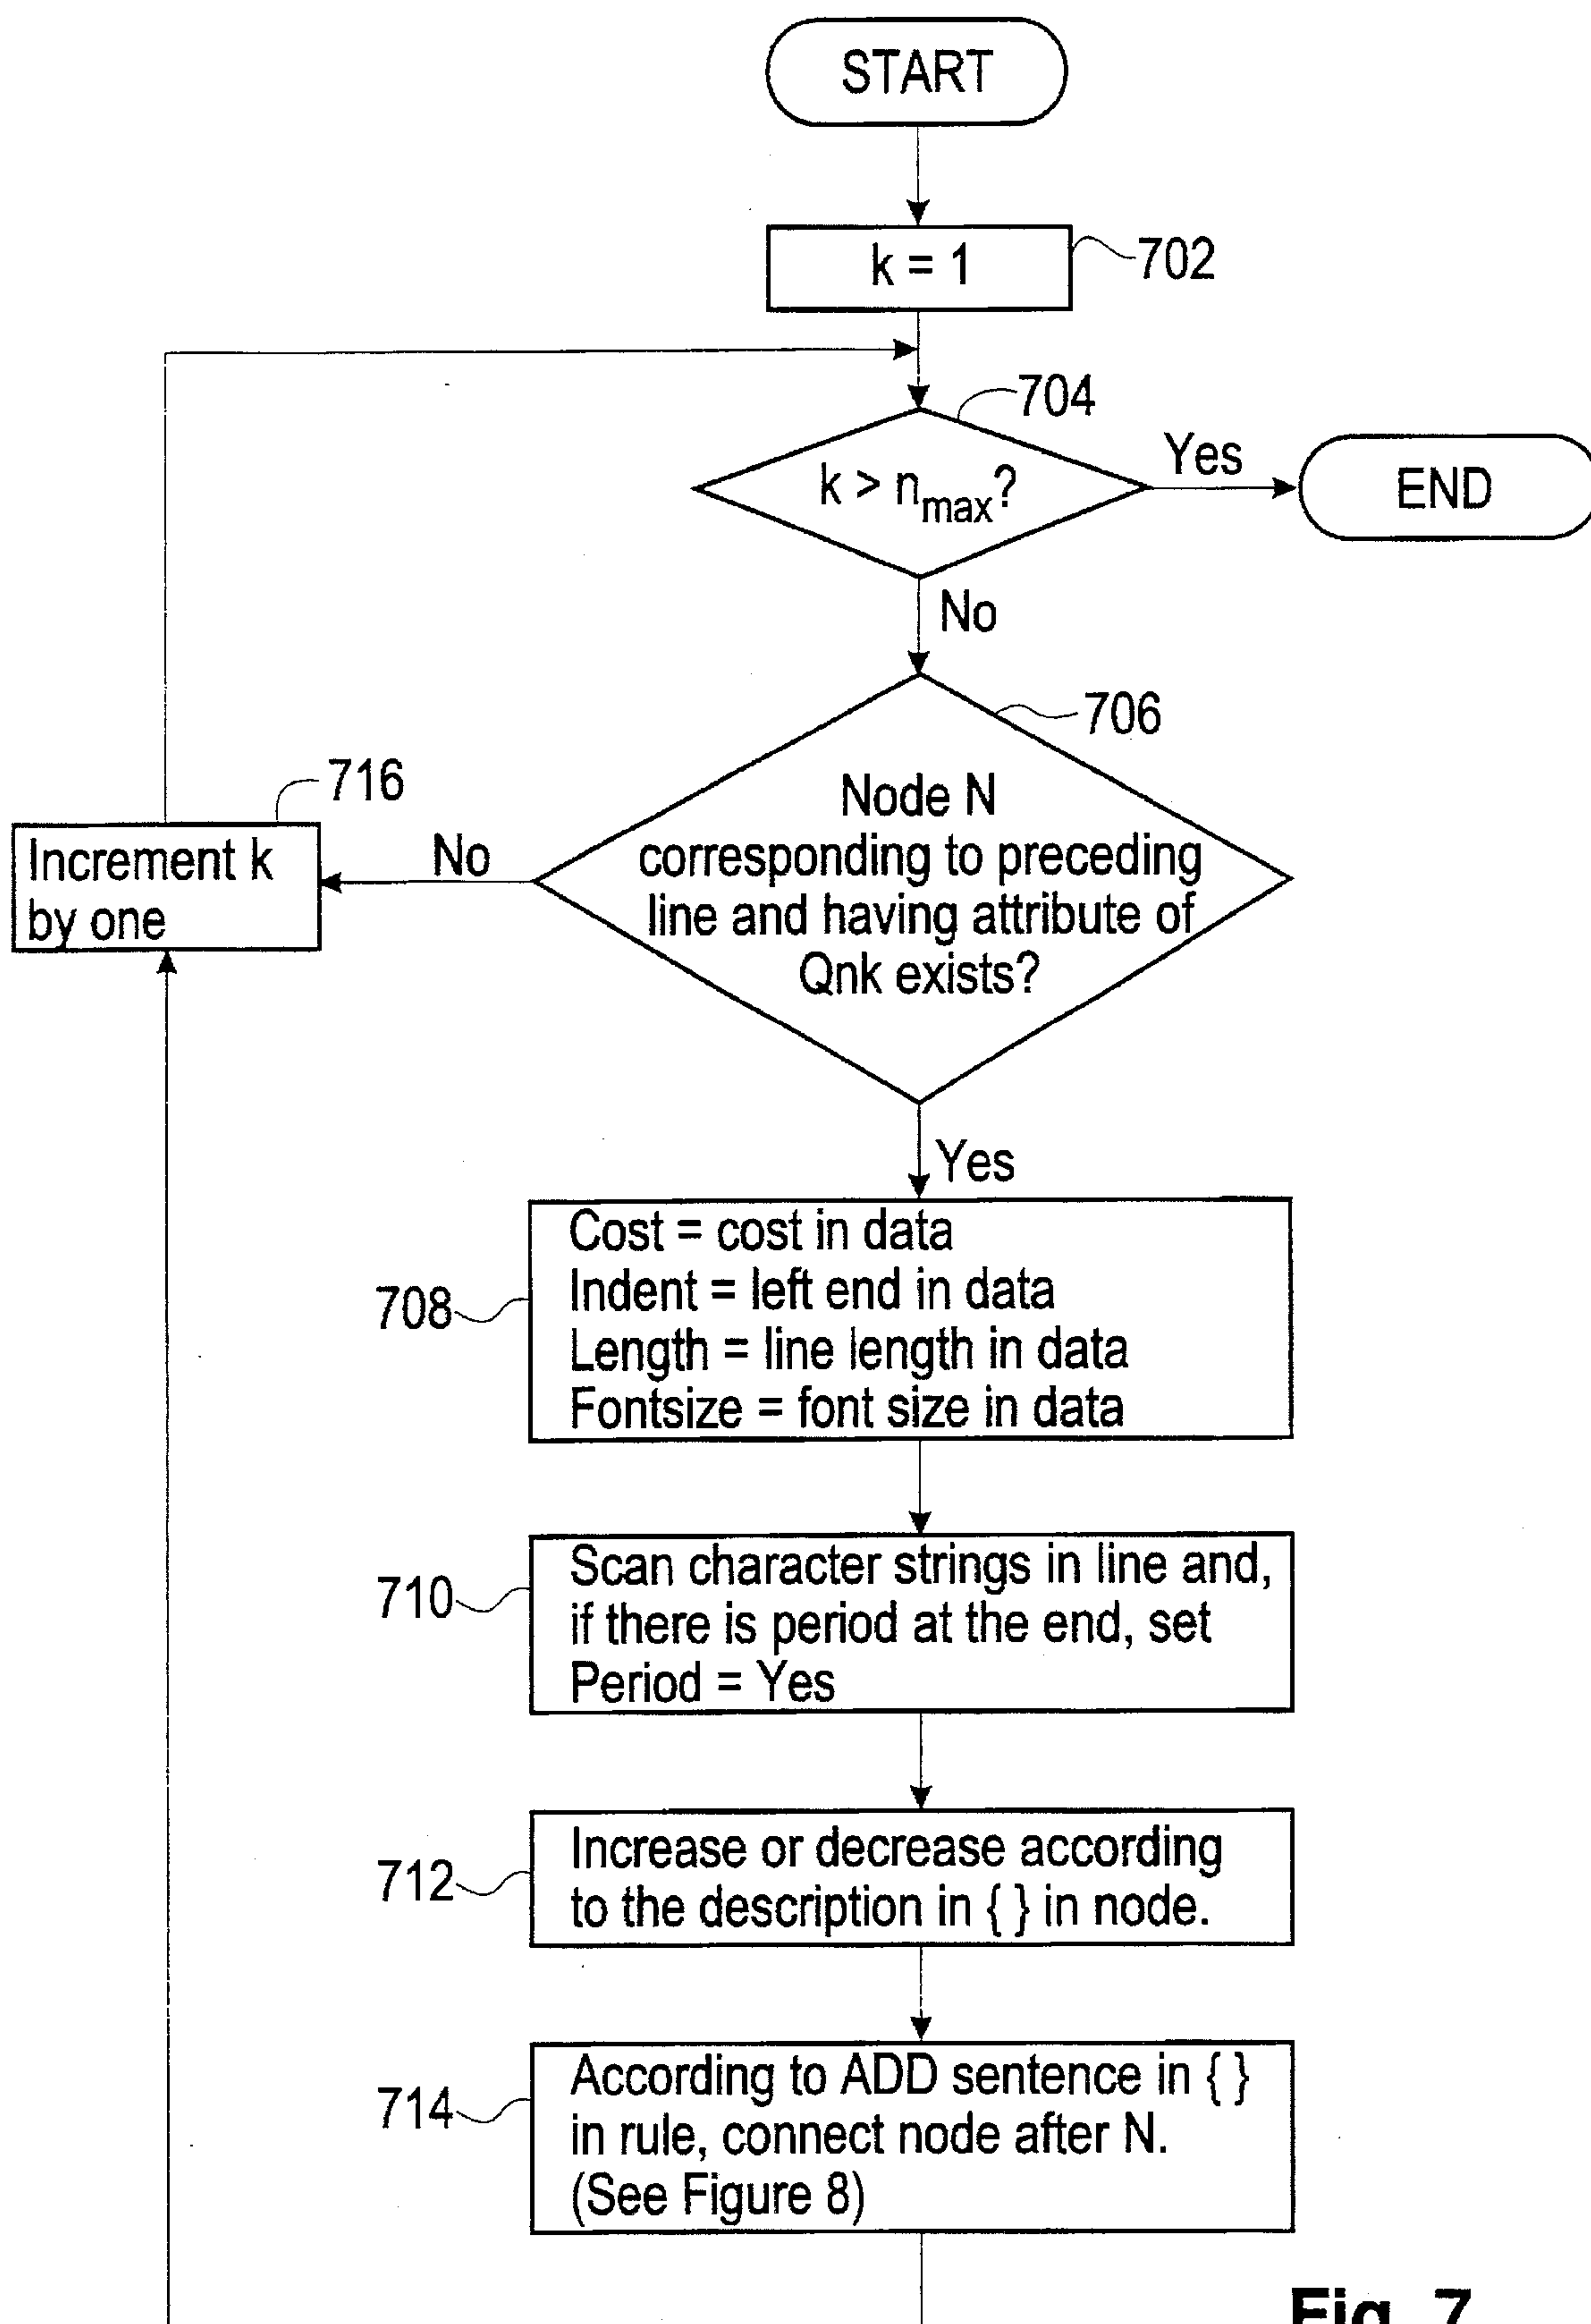 START
k = 1
702
704
k > nmax?
Yes
END
No
706
Node N
corresponding to preceding
line and having attribute of
Qnk exists?
No
716
Increment k
by one
Yes
708
Cost = cost in data
Indent = left end in data
Length = line length in data
Fontsize = font size in data
710
Scan character strings in line and,
if there is period at the end, set
Period = Yes
712
Increase or decrease according
to the description in { } in node.
714
According to ADD sentence in { }
in rule, connect node after N.
(See Figure 8)
Fig. 7